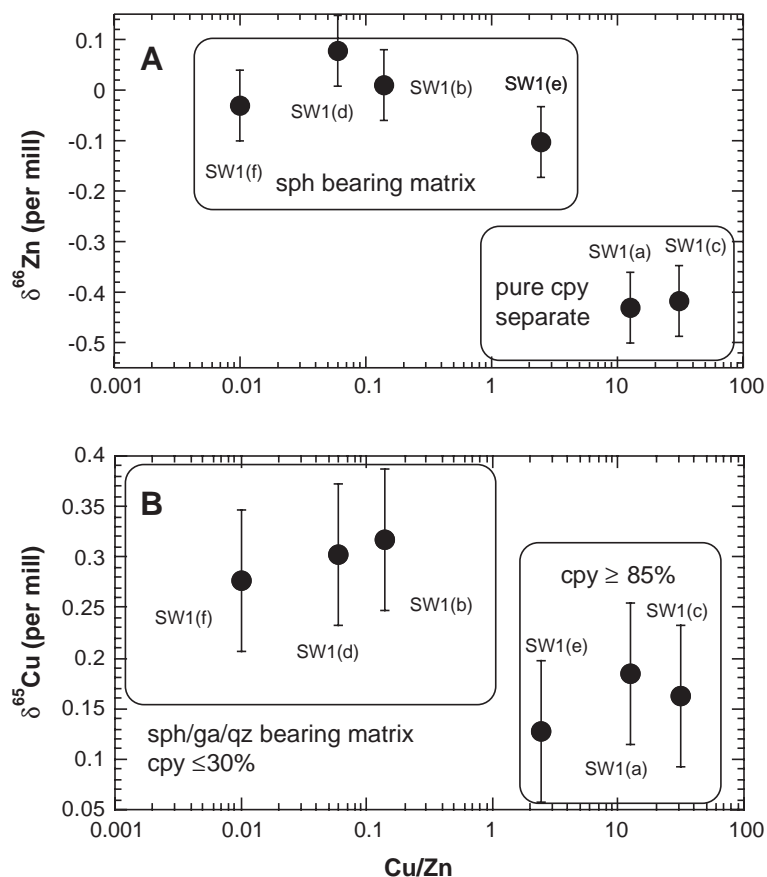 A
0.1
0
-0.1
-0.2
-0.3
-0.4
-0.5
δ66Zn (per mill)
SW1(f)
SW1(d)
SW1(b)
SW1(e)
sph bearing matrix
SW1(a)
SW1(c)
pure cpy
separate
0.001
0.01
0.1
1
10
100
B
0.4
0.35
0.3
0.25
0.2
0.15
0.1
0.05
δ65Cu (per mill)
cpy ≥ 85%
SW1(f)
SW1(d)
SW1(b)
SW1(e)
SW1(c)
SW1(a)
sph/ga/qz bearing matrix
cpy ≤30%
0.001
0.01
0.1
1
10
100
Cu/Zn